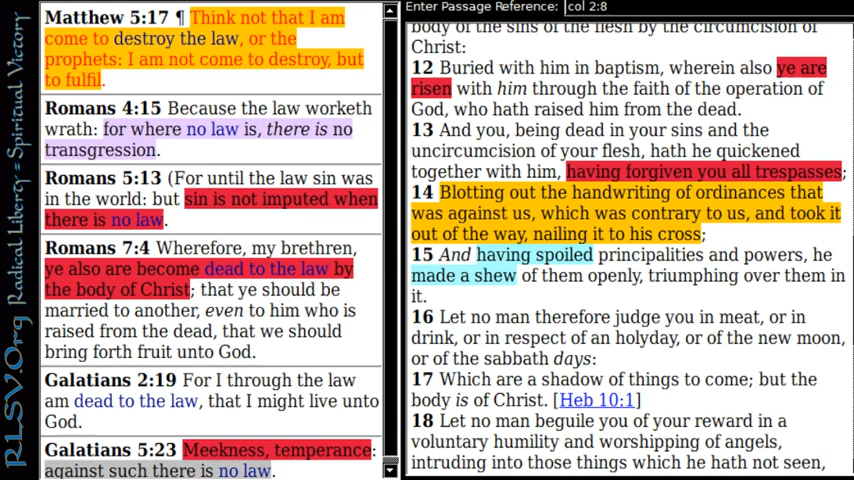 RLSV.Org Radical Liberty = Spiritual Victory
Matthew 5:17 ¶ Think not that I am
come to destroy the law, or the
prophets: I am not come to destroy, but
to fulfil.
Romans 4:15 Because the law worketh
wrath: for where no law is, there is no
transgression.
Romans 5:13 (For until the law sin was
in the world: but sin is not imputed when
there is no law.
Romans 7:4 Wherefore, my brethren,
ye also are become dead to the law by
the body of Christ; that ye should be
married to another, even to him who is
raised from the dead, that we should
bring forth fruit unto God.
Galatians 2:19 For I through the law
am dead to the law, that I might live unto
God.
Galatians 5:23 Meekness, temperance:
against such there is no law.
Enter Passage Reference: col 2:8
body of the sins of the flesh by the circumcision of
Christ:
12 Buried with him in baptism, wherein also ye are
risen with him through the faith of the operation of
God, who hath raised him from the dead.
13 And you, being dead in your sins and the
uncircumcision of your flesh, hath he quickened
together with him, having forgiven you all trespasses;
14 Blotting out the handwriting of ordinances that
was against us, which was contrary to us, and took it
out of the way, nailing it to his cross;
15 And having spoiled principalities and powers, he
made a shew of them openly, triumphing over them in
it.
16 Let no man therefore judge you in meat, or in
drink, or in respect of an holyday, or of the new moon,
or of the sabbath days:
17 Which are a shadow of things to come; but the
body is of Christ. [Heb 10:1]
18 Let no man beguile you of your reward in a
voluntary humility and worshipping of angels,
intruding into those things which he hath not seen,